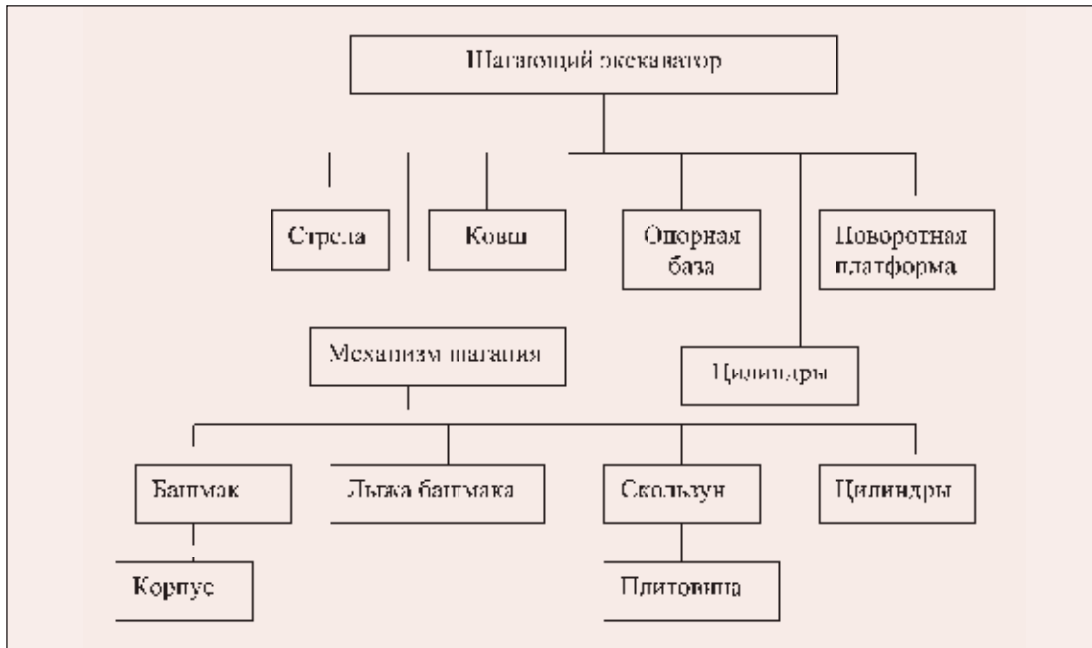 Шагающий экскаватор
Стрела
Ковш
Опорная
база
Поворотная
платформа
Механизм шагания
Цилиндры
Башмак
Лыжа башмака
Скользун
Цилиндры
Корпус
Плитовина